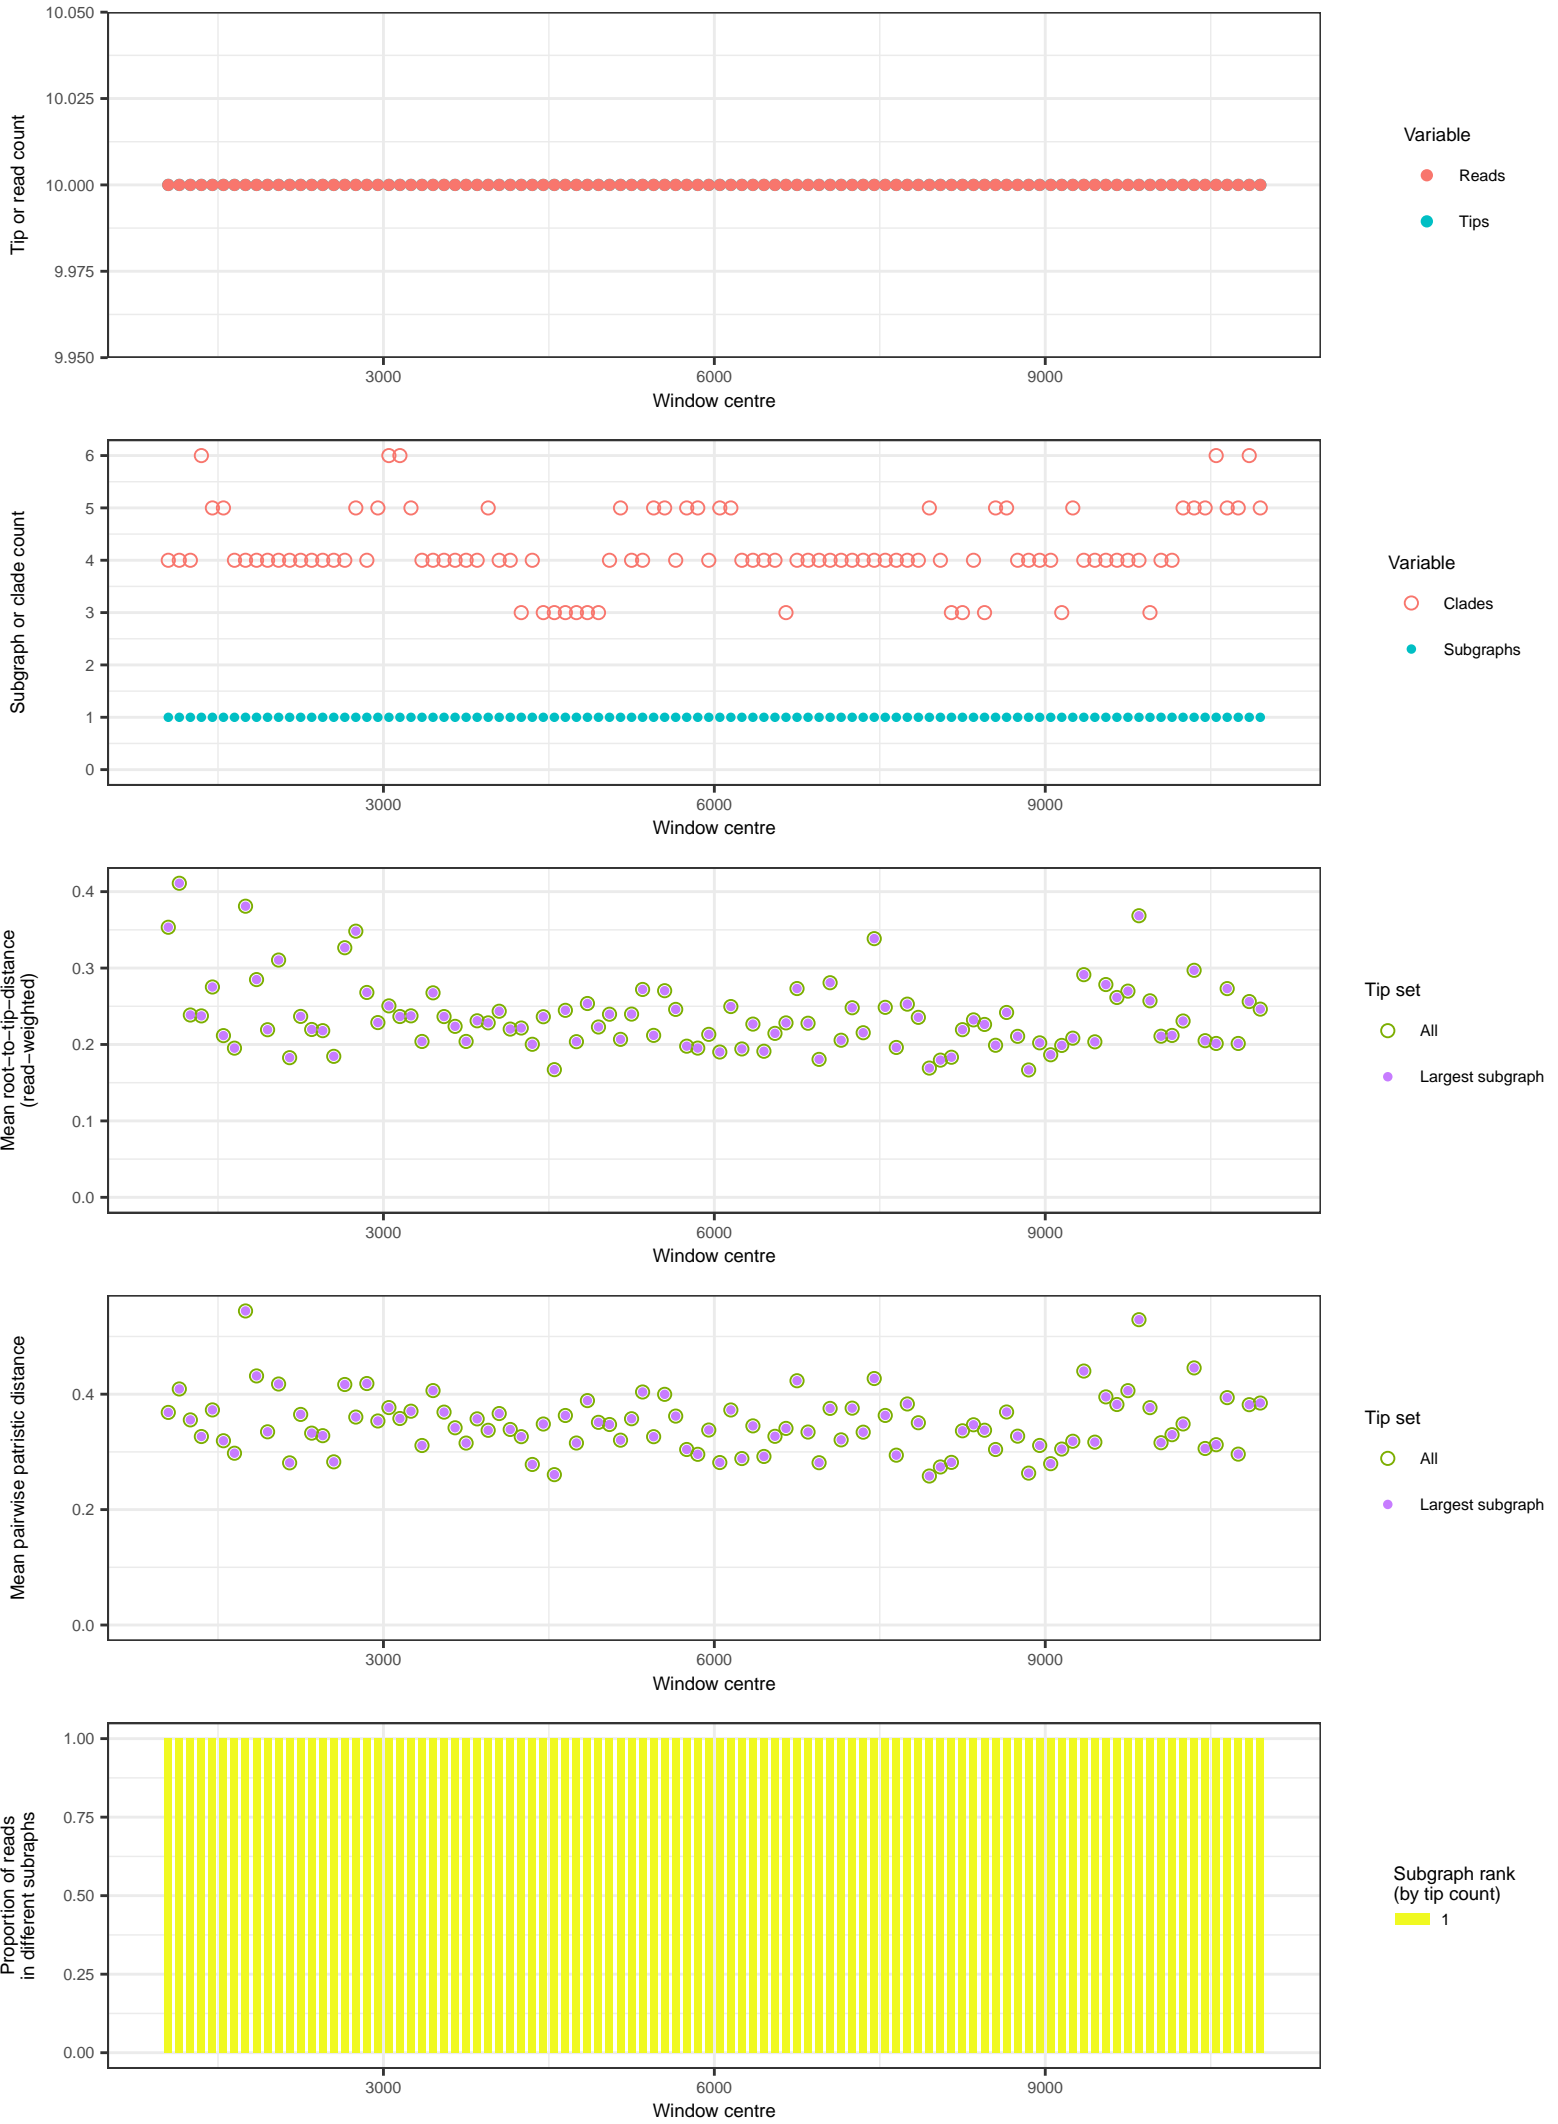 10.050
10.025
10.000
9.975
9.950
Tip or read count
3000 6000 9000
Window centre
Variable
Reads
Tips
6
5
4
3
2
1
0
Subgraph or clade count
3000 6000 9000
Window centre
Variable
Clades
Subgraphs
0.4
0.3
0.2
0.1
0.0
Mean root−to−tip−distance
(read−weighted)
3000 6000 9000
Window centre
Tip set
All
Largest subgraph
0.4
0.2
0.0
Mean pairwise patristic distance
3000 6000 9000
Window centre
Tip set
All
Largest subgraph
1.00
0.75
0.50
0.25
0.00
Proportion of reads
in different subraphs
3000 6000 9000
Window centre
Subgraph rank
(by tip count)
1